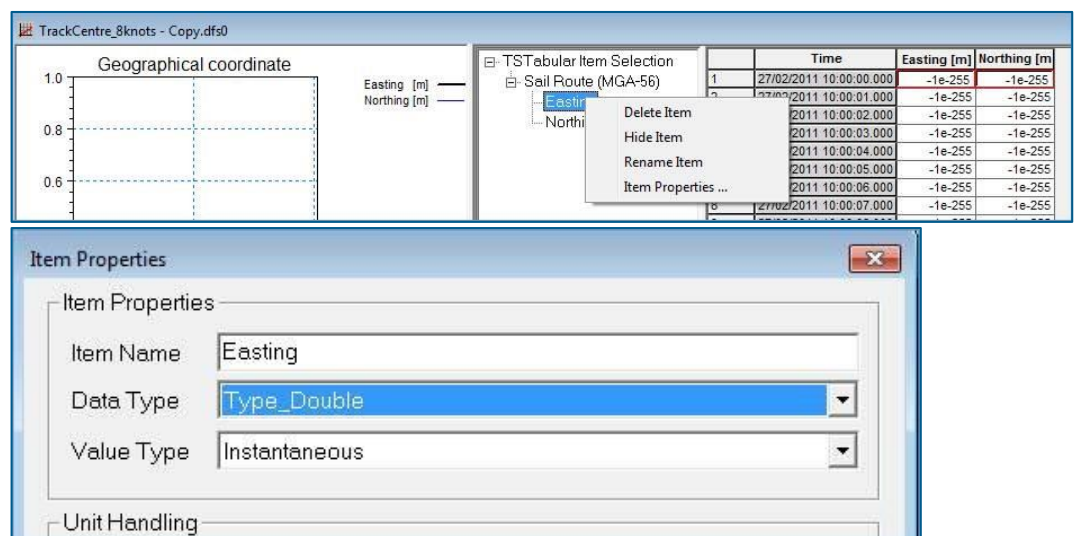 TrackCentre_8knots - Copy.dfs0
Geographical coordinate
1.0
0.8
0.6
Easting [m]
Northing [m]
TSTabular Item Selection
Sail Route (MGA-56)
Eastin
Northi
Delete Item
Hide Item
Rename Item
Item Properties ...
Time Easting [m] Northing [m
1 27/02/2011 10:00:00.000 -1e-255 -1e-255
27/02/2011 10:00:01.000 -1e-255 -1e-255
2011 10:00:02.000 -1e-255 -1e-255
2011 10:00:03.000 -1e-255 -1e-255
2011 10:00:04.000 -1e-255 -1e-255
2011 10:00:05.000 -1e-255 -1e-255
2011 10:00:06.000 -1e-255 -1e-255
27/02/2011 10:00:07.000 -1e-255 -1e-255
Item Properties
Item Properties
Item Name Easting
Data Type Type_Double
Value Type Instantaneous
Unit Handling